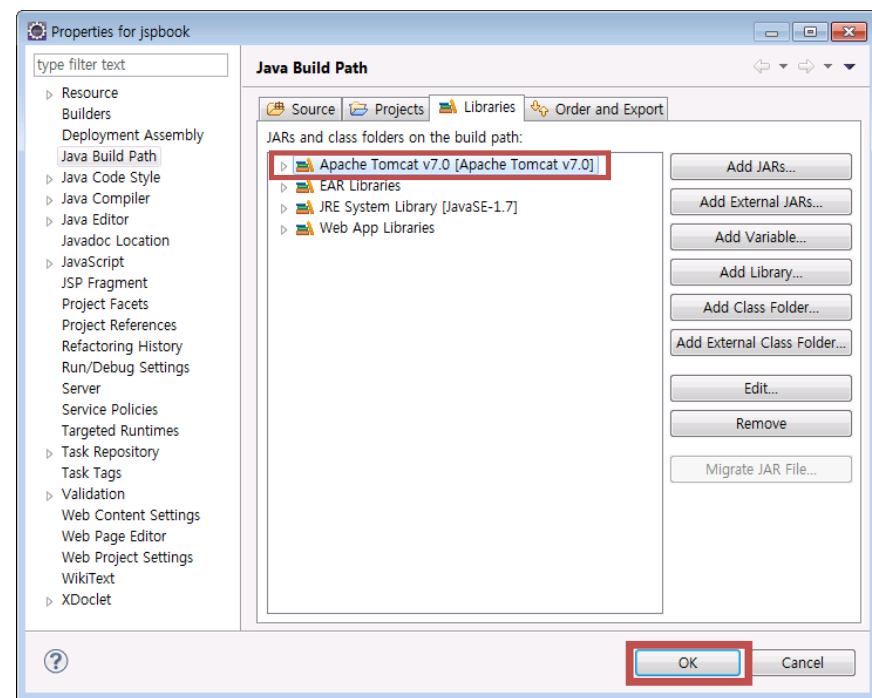 Properties for jspbook
type filter text
Resource
Builders
Deployment Assembly
Java Build Path
Java Code Style
Java Compiler
Java Editor
Javadoc Location
JavaScript
JSP Fragment
Project Facets
Project References
Refactoring History
Run/Debug Settings
Server
Service Policies
Targeted Runtimes
Task Repository
Task Tags
Validation
Web Content Settings
Web Page Editor
Web Project Settings
WikiText
XDoclet
Java Build Path
Source Projects Libraries Order and Export
JARs and class folders on the build path:
Apache Tomcat v7.0 [Apache Tomcat v7.0]
EAR Libraries
JRE System Library [JavaSE-1.7]
Web App Libraries
Add JARs...
Add External JARs...
Add Variable...
Add Library...
Add Class Folder...
Add External Class Folder...
Edit...
Remove
Migrate JAR File...
?
OK Cancel